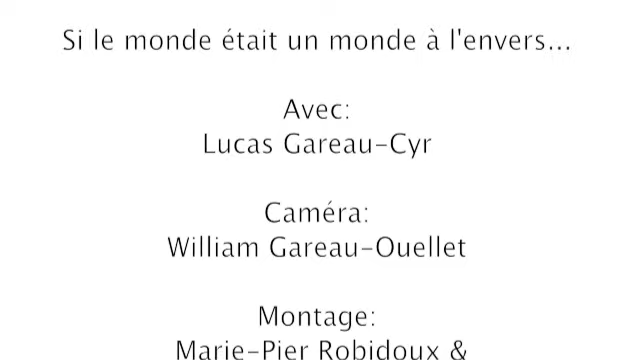 Si le monde était un monde à l'envers...
Avec:
Lucas Gareau-Cyr
Caméra:
William Gareau-Ouellet
Montage:
Marie-Pier Robidoux &